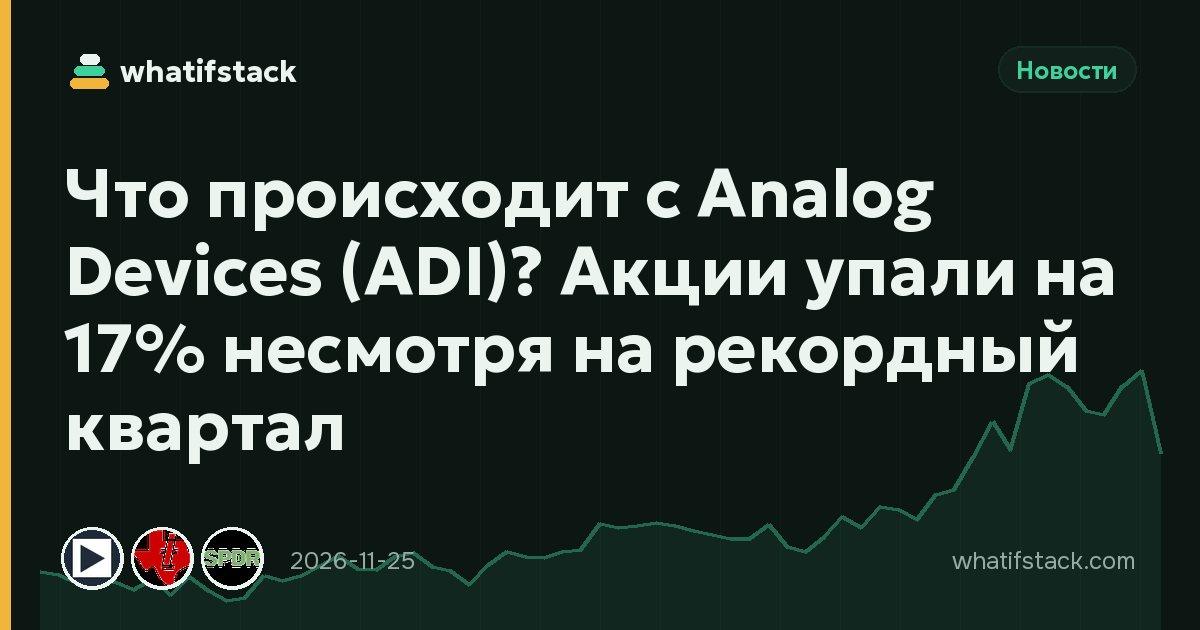 whatifstack
Новости
Что происходит с Analog
Devices (ADI)? Акции упали на
17% несмотря на рекордный
квартал
SPDR
2026-11-25
whatifstack.com